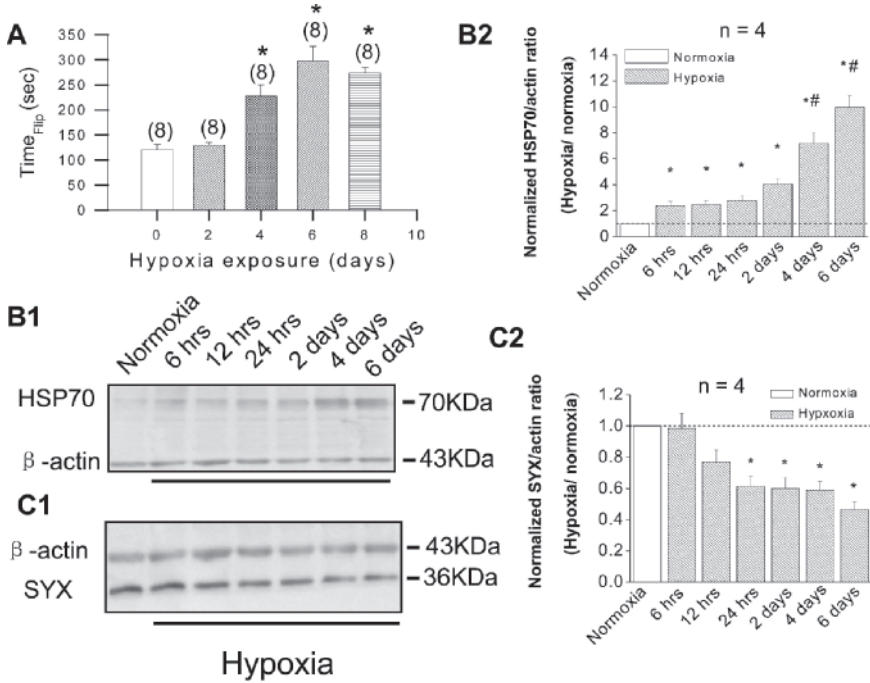 A
Time_Flip (sec)
350
300
250
200
150
100
50
0
(8)
(8)
*
(8)
*
(8)
*
(8)
0 2 4 6 8 10
Hypoxia exposure (days)
B2
n = 4
Normalized HSP70/actin ratio
(Hypoxia/ normoxia)
Normoxia
Hypoxia
14
12
10
8
6
4
2
0
* * * * *# *#
Normoxia 6 hrs 12 hrs 24 hrs 2 days 4 days 6 days
B1
Normoxia 6 hrs 12 hrs 24 hrs 2 days 4 days 6 days
HSP70
70KDa
β-actin
43KDa
C1
β-actin
43KDa
SYX
36KDa
Hypoxia
C2
n = 4
Normalized SYX/actin ratio
(Hypoxia/ normoxia)
Normoxia
Hypxoxia
1.2
1.0
0.8
0.6
0.4
0.2
0.0
* * * *
Normoxia 6 hrs 12 hrs 24 hrs 2 days 4 days 6 days